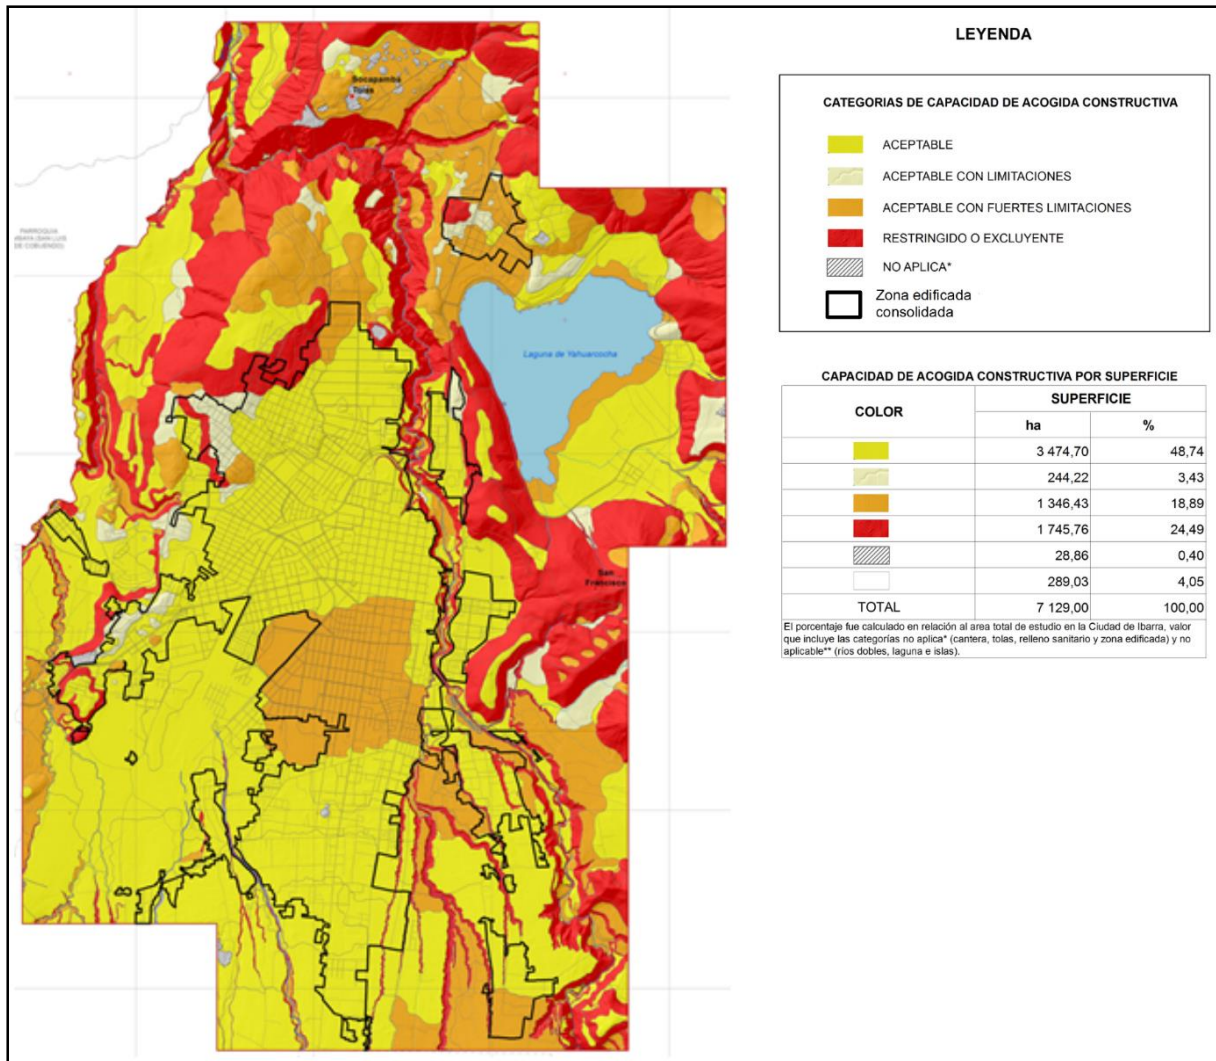 Socapamba
Tolas
PARROQUIA
(SAN LUIS
DE COBUENDO)
Laguna de Yahuarcocha
San
Francisco
LEYENDA
CATEGORIAS DE CAPACIDAD DE ACOGIDA CONSTRUCTIVA
ACEPTABLE
ACEPTABLE CON LIMITACIONES
ACEPTABLE CON FUERTES LIMITACIONES
RESTRINGIDO O EXCLUYENTE
NO APLICA*
Zona edificada
consolidada
CAPACIDAD DE ACOGIDA CONSTRUCTIVA POR SUPERFICIE
COLOR SUPERFICIE
ha %
3 474,70 48,74
244,22 3,43
1 346,43 18,89
1 745,76 24,49
28,86 0,40
289,03 4,05
TOTAL 7 129,00 100,00
El porcentaje fue calculado en relación al area total de estudio en la Ciudad de Ibarra, valor
que incluye las categorías no aplica* (cantera, tolas, relleno sanitario y zona edificada) y no
aplicable** (ríos dobles, laguna e islas).